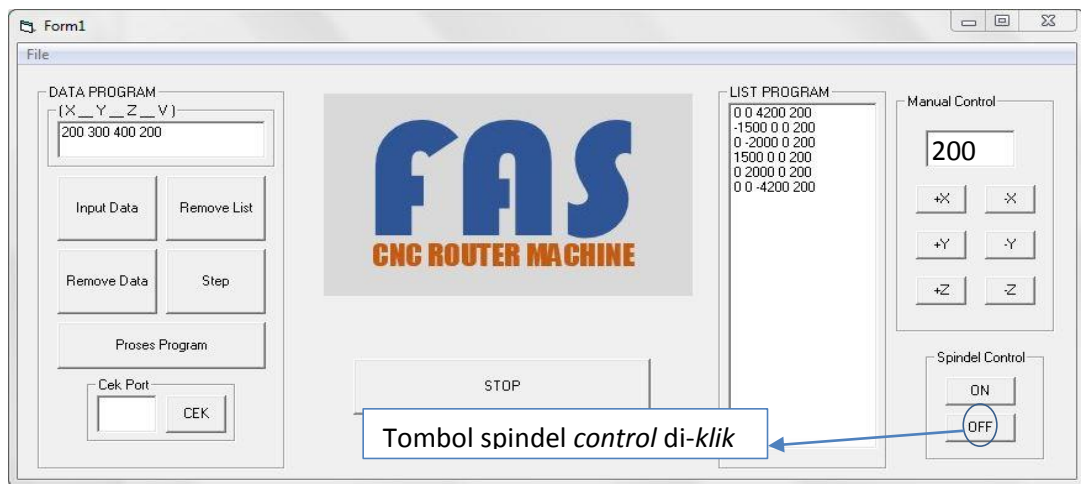 Form1
File
DATA PROGRAM
(X__Y__Z__V)
200 300 400 200
Input Data
Remove List
Remove Data
Step
Proses Program
Cek Port
CEK
FAS
CNC ROUTER MACHINE
STOP
Tombol spindel control di-klik
LIST PROGRAM
0 0 4200 200
-1500 0 0 200
0 -2000 0 200
1500 0 0 200
0 2000 0 200
0 0 -4200 200
Manual Control
200
+X
-X
+Y
-Y
+Z
-Z
Spindel Control
ON
OFF